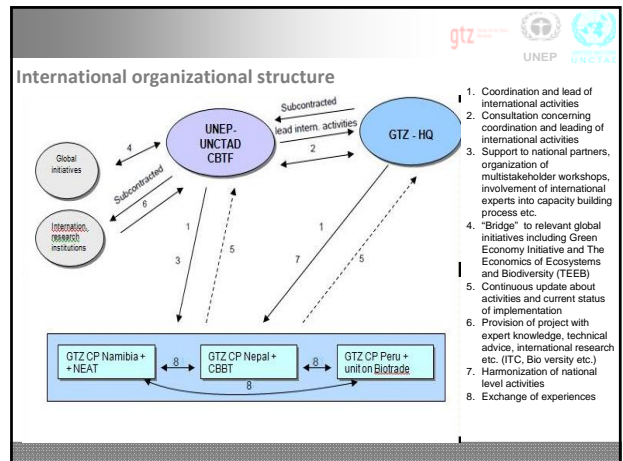 gtz
UNEP
UNCTAD
International organizational structure
Subcontracted
UNEP-
UNCTAD
CBTF
lead intern. activities
GTZ - HQ
2
4
Global
initiatives
Subcontracted
6
Internation.
research
institutions
1
3
5
1
7
5
GTZ CP Namibia +
+ NEAT
8
GTZ CP Nepal +
CBBT
8
GTZ CP Peru +
unit on Biotrade
8
1. Coordination and lead of
international activities
2. Consultation concerning
coordination and leading of
international activities
3. Support to national partners,
organization of
multistakeholder workshops,
involvement of international
experts into capacity building
process etc.
4. “Bridge” to relevant global
initiatives including Green
Economy Initiative and The
Economics of Ecosystems
and Biodiversity (TEEB)
5. Continuous update about
activities and current status
of implementation
6. Provision of project with
expert knowledge, technical
advice, international research
etc. (ITC, Bio versity etc.)
7. Harmonization of national
level activities
8. Exchange of experiences